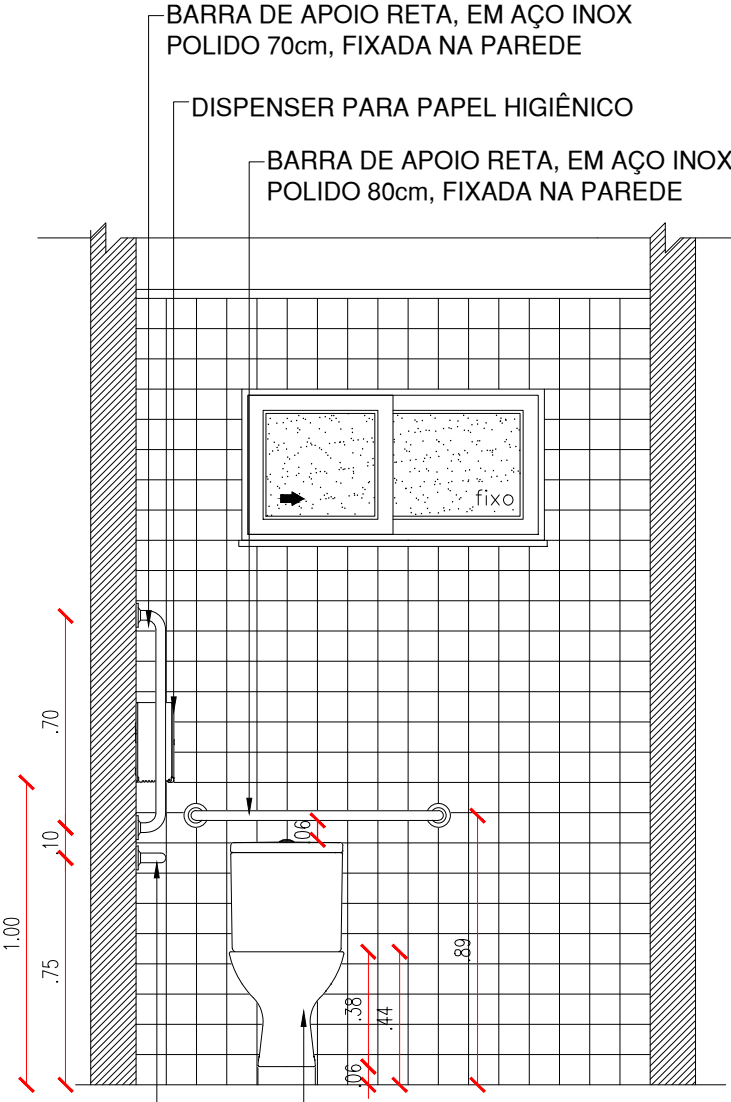 BARRA DE APOIO RETA, EM AÇO INOX
POLIDO 70cm, FIXADA NA PAREDE
DISPENSER PARA PAPEL HIGIÊNICO
BARRA DE APOIO RETA, EM AÇO INOX
POLIDO 80cm, FIXADA NA PAREDE
fixo
.70
.10
.06
1.00
.75
.89
.38
.44
.06